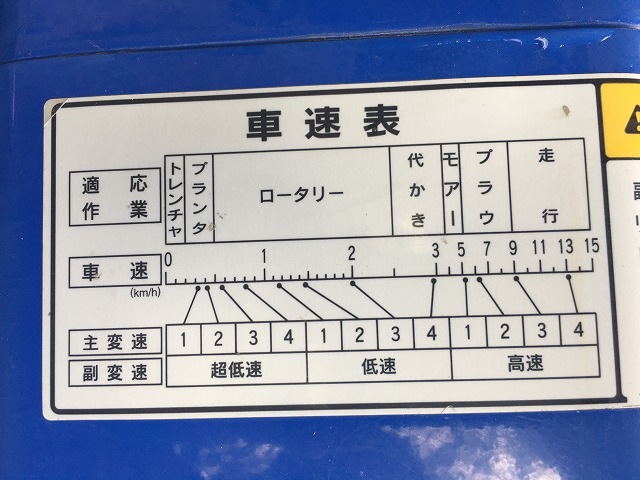 車速表
適応作業
トレンチャ
プランタ
ロータリー
代かき
モアー
プラウ
走行
車速
(km/h)
0 1 2 3 5 7 9 11 13 15
主変速 1 2 3 4 1 2 3 4 1 2 3 4
副変速 超低速 低速 高速
副